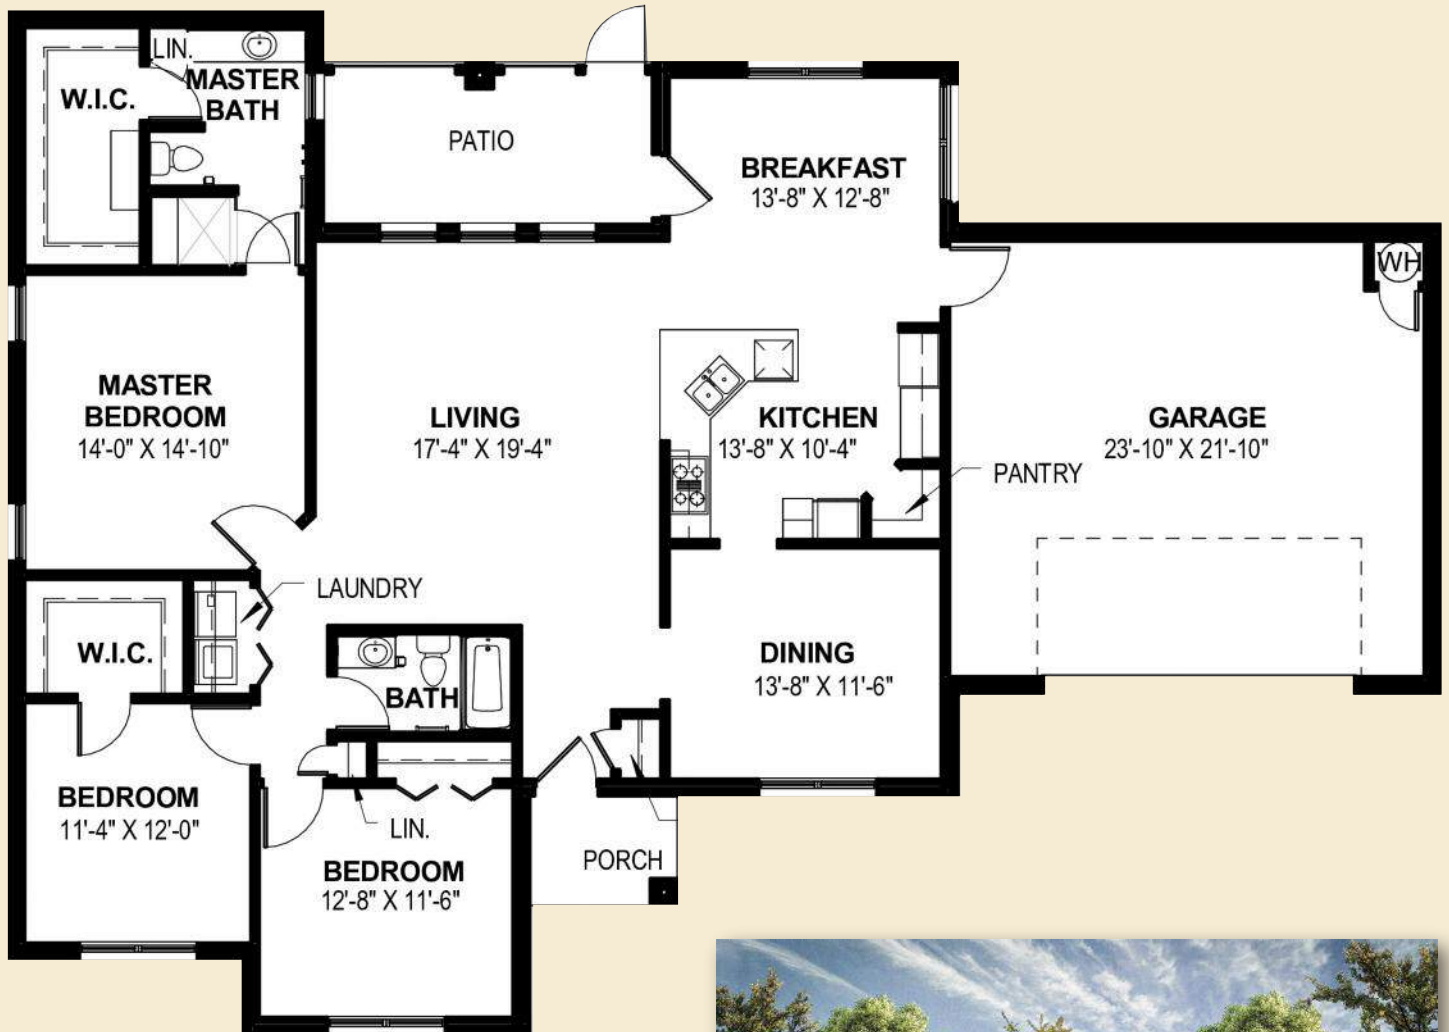 LIN.
MASTER
BATH
W.I.C.
PATIO
BREAKFAST
13'-8" X 12'-8"
WH
MASTER
BEDROOM
14'-0" X 14'-10"
LIVING
17'-4" X 19'-4"
KITCHEN
13'-8" X 10'-4"
GARAGE
23'-10" X 21'-10"
PANTRY
LAUNDRY
W.I.C.
BATH
DINING
13'-8" X 11'-6"
BEDROOM
11'-4" X 12'-0"
LIN.
BEDROOM
12'-8" X 11'-6"
PORCH